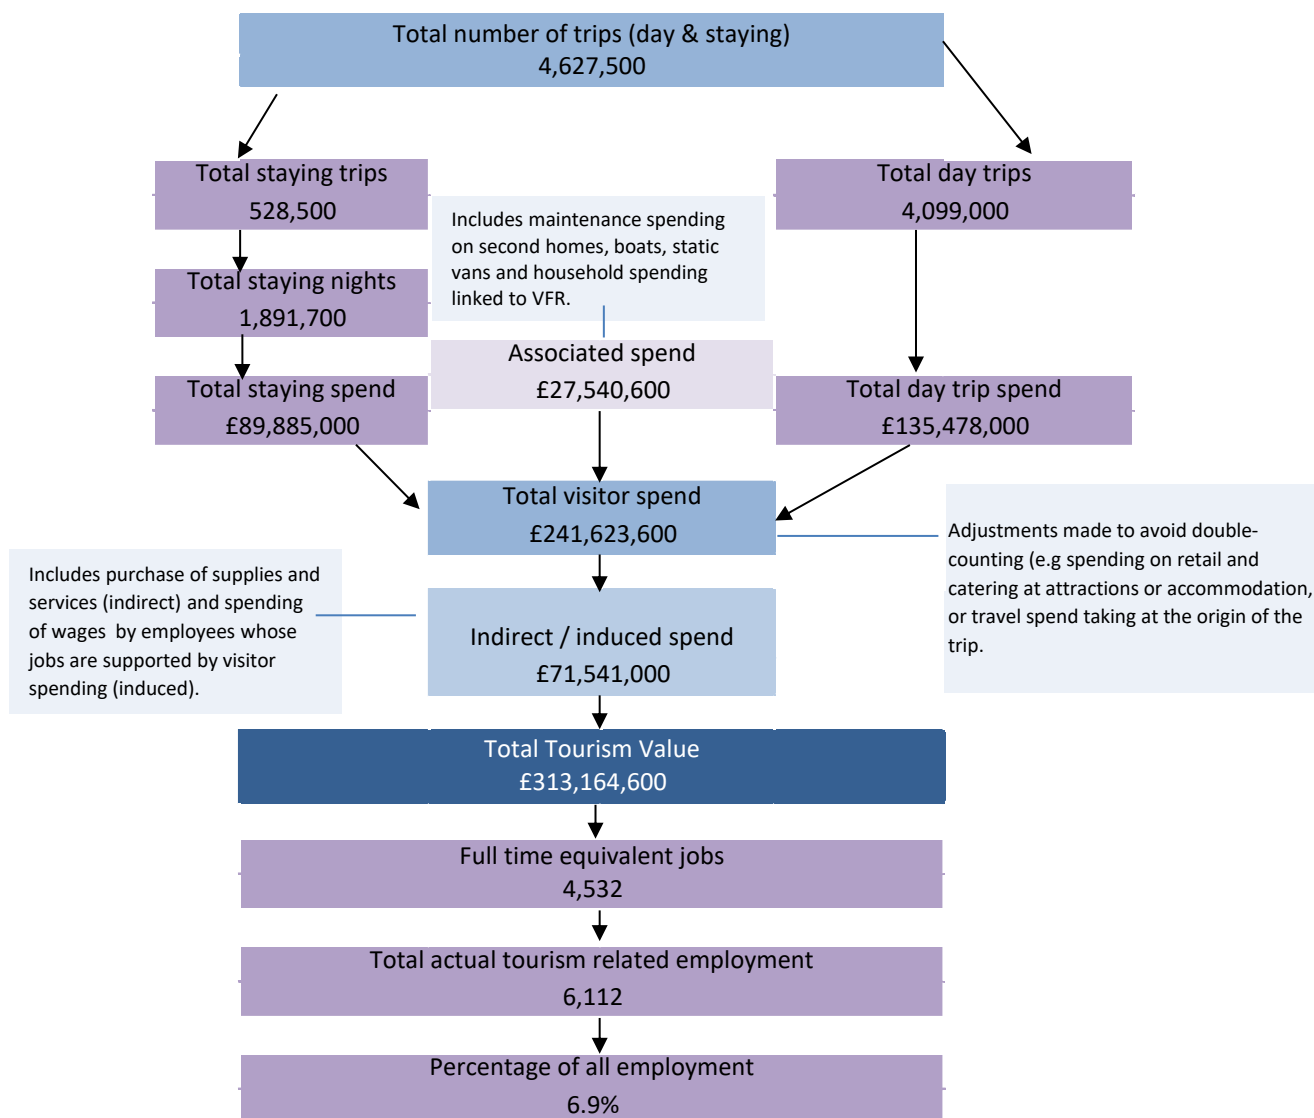 Total number of trips (day & staying)
4,627,500
Total staying trips
528,500
Total day trips
4,099,000
Includes maintenance spending
on second homes, boats, static
vans and household spending
linked to VFR.
Total staying nights
1,891,700
Associated spend
£27,540,600
Total staying spend
£89,885,000
Total day trip spend
£135,478,000
Total visitor spend
£241,623,600
Adjustments made to avoid double-
counting (e.g spending on retail and
catering at attractions or accommodation,
or travel spend taking at the origin of the
trip.
Includes purchase of supplies and
services (indirect) and spending
of wages  by employees whose
jobs are supported by visitor
spending (induced).
Indirect / induced spend
£71,541,000
Total Tourism Value
£313,164,600
Full time equivalent jobs
4,532
Total actual tourism related employment
6,112
Percentage of all employment
6.9%